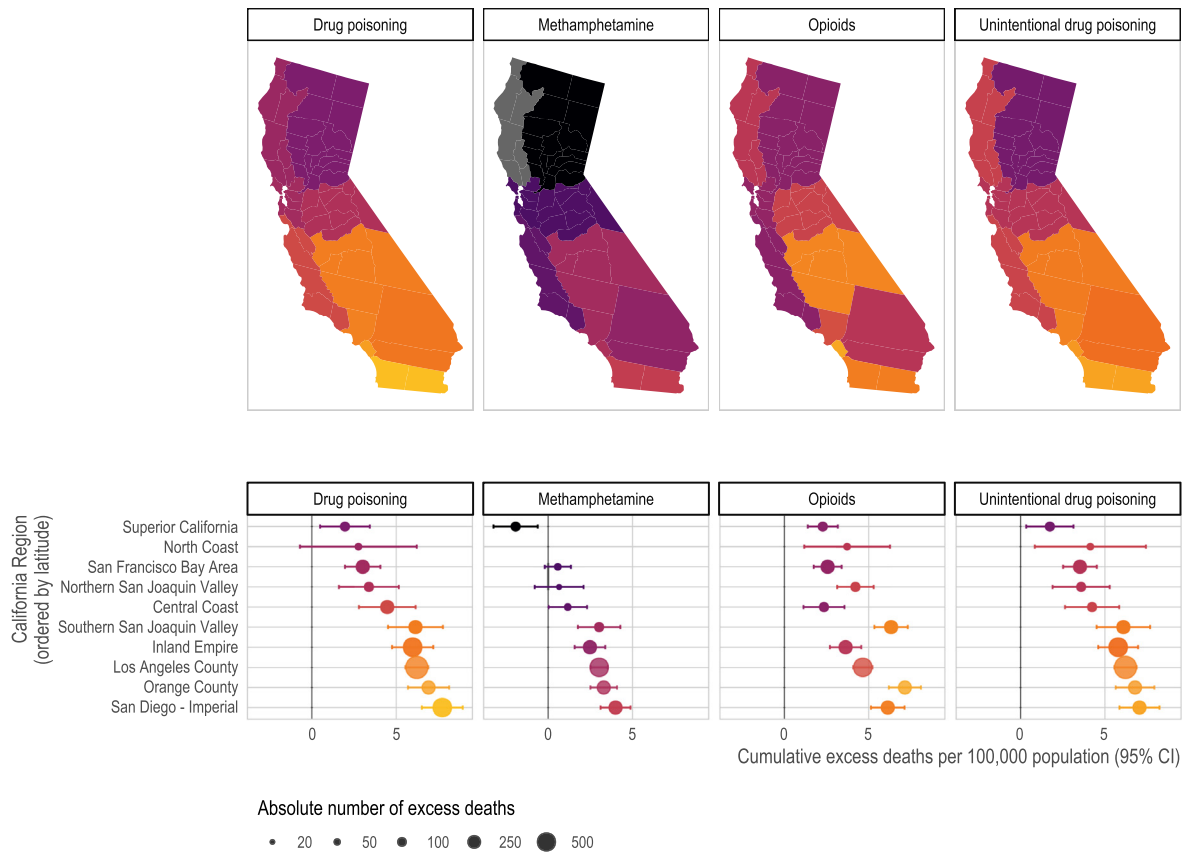 Drug poisoning
Methamphetamine
Opioids
Unintentional drug poisoning
Drug poisoning
Methamphetamine
Opioids
Unintentional drug poisoning
California Region
(ordered by latitude)
Superior California
North Coast
San Francisco Bay Area
Northern San Joaquin Valley
Central Coast
Southern San Joaquin Valley
Inland Empire
Los Angeles County
Orange County
San Diego - Imperial
0 5 0 5 0 5 0 5
Cumulative excess deaths per 100,000 population (95% CI)
Absolute number of excess deaths
20 50 100 250 500